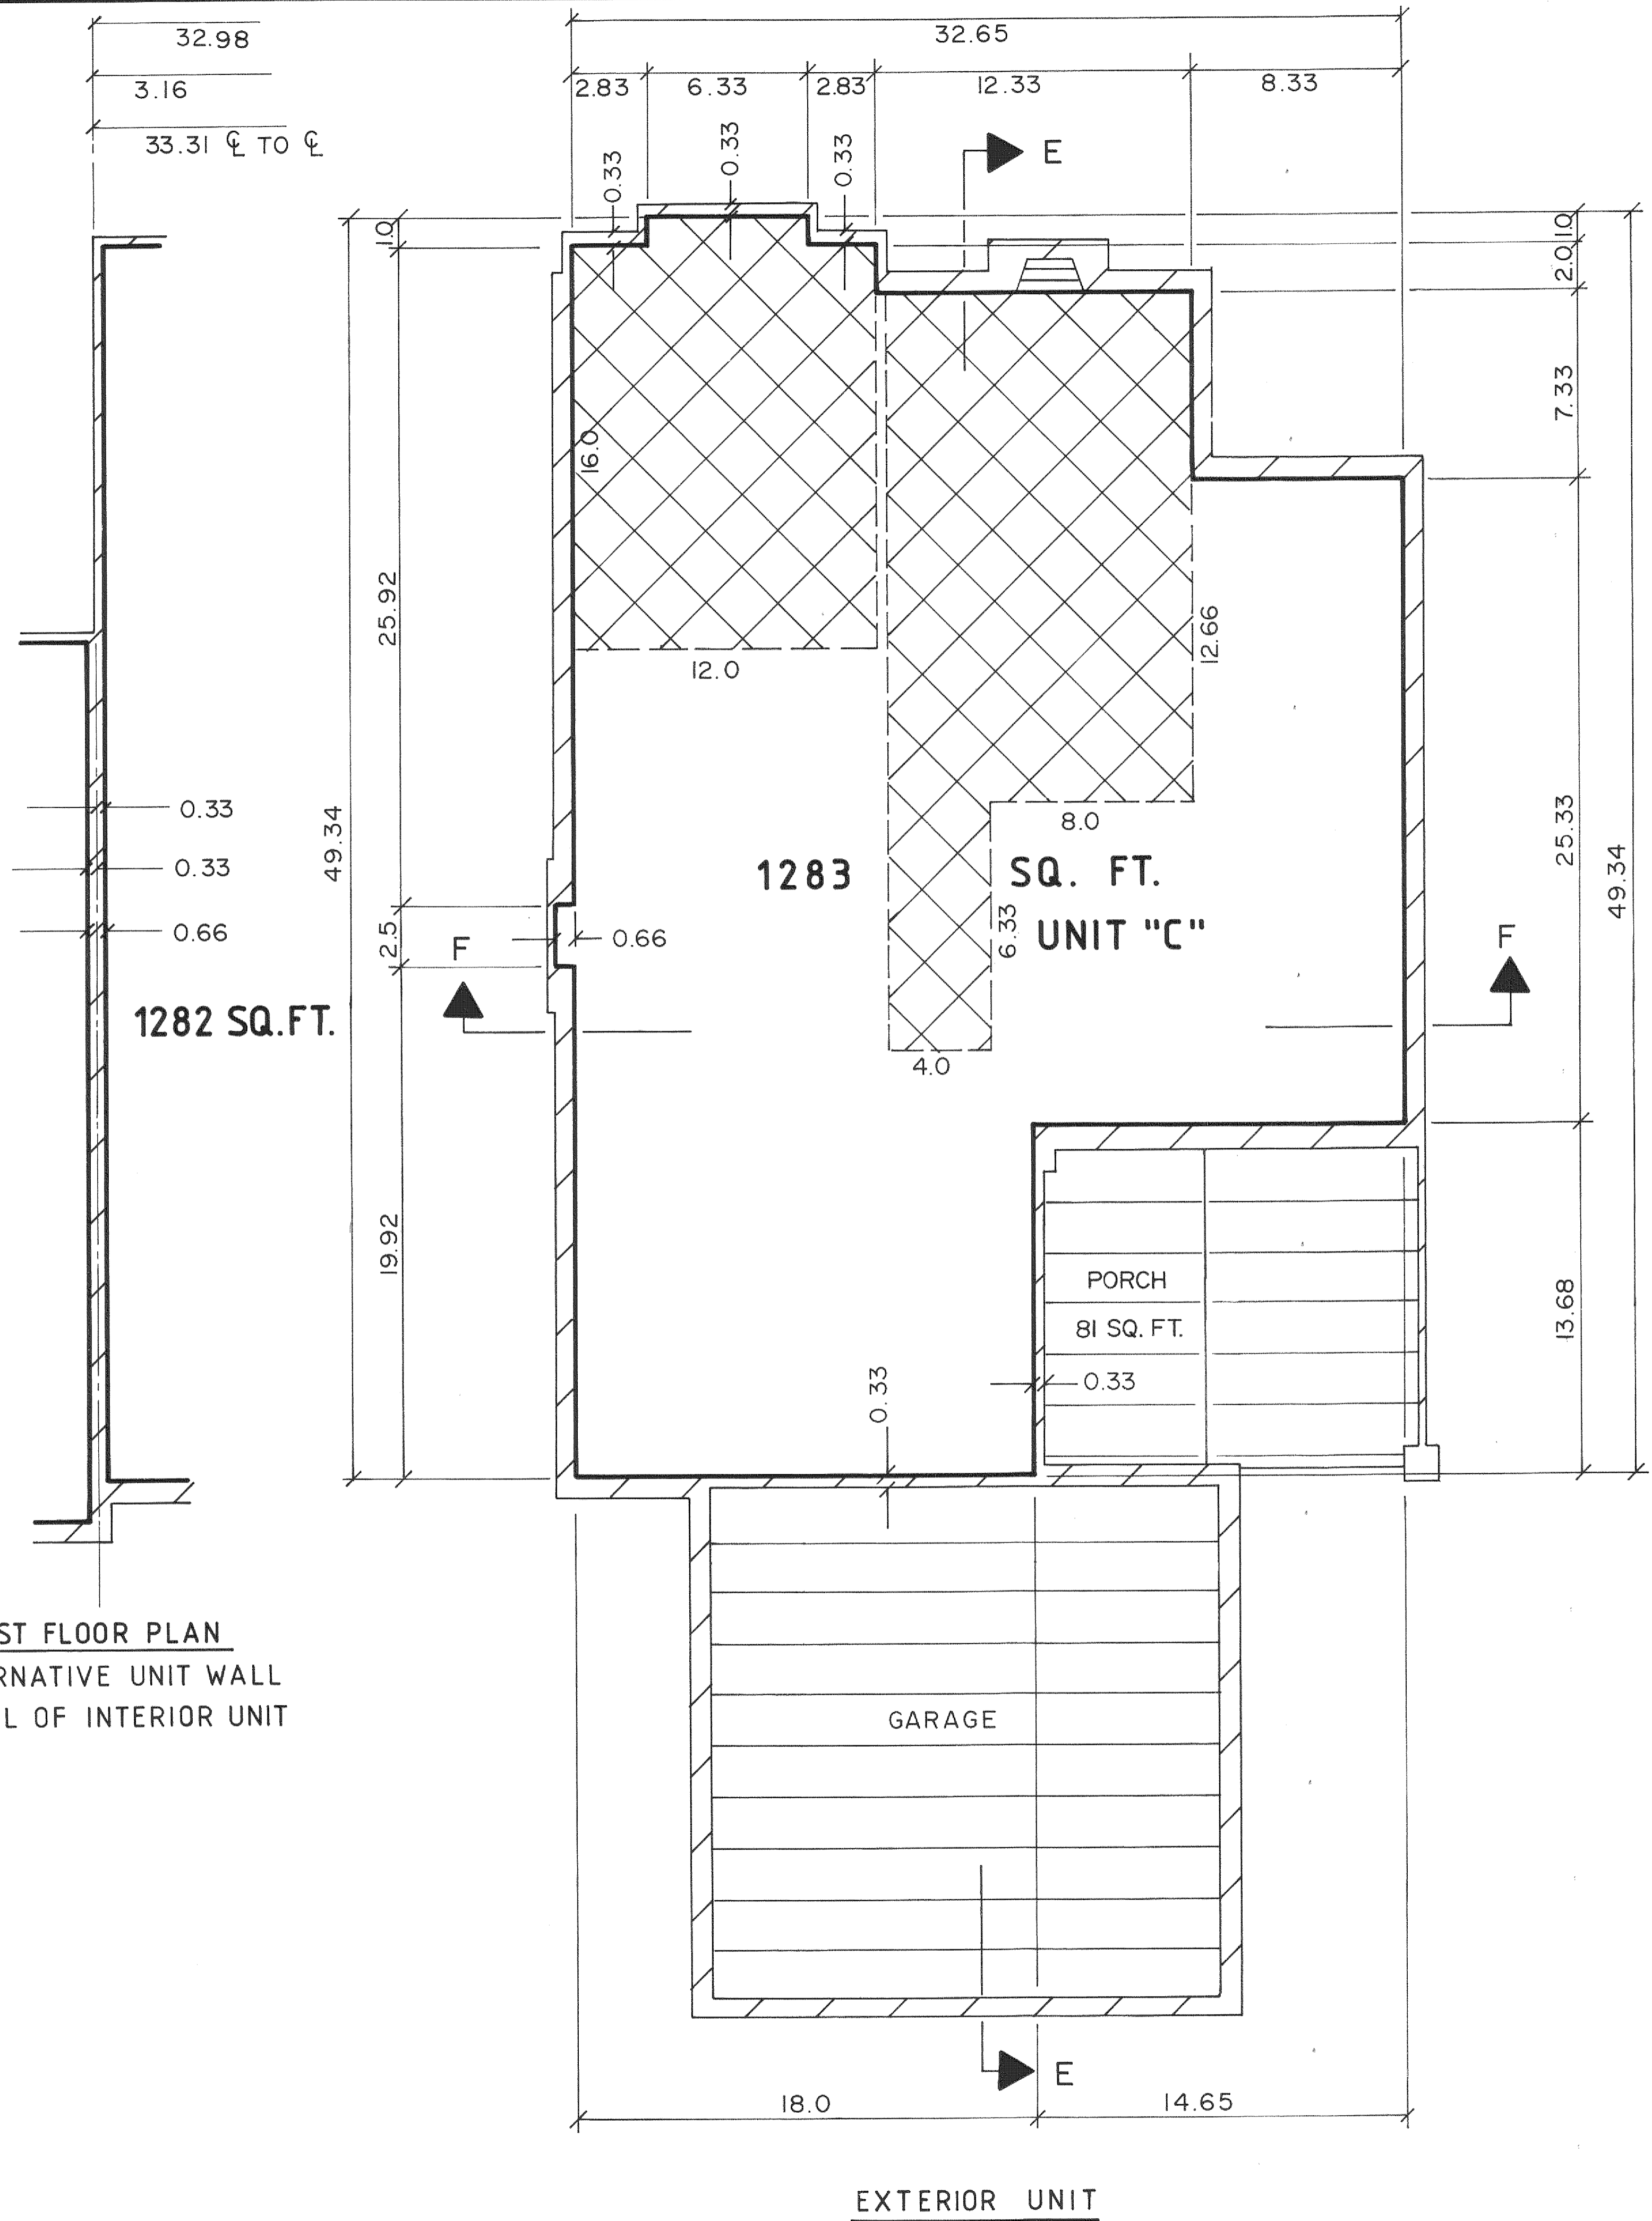 32.98
32.65
3.16
2.83
6.33
2.83
12.33
8.33
33.31 ℄ TO ℄
0.33
0.33
0.33
E
1.0
1.0
2.0
7.33
16.0
25.92
12.66
12.0
0.33
49.34
8.0
25.33
0.33
1283 SQ. FT.
49.34
0.66
2.5
F
0.66
6.33
UNIT "C"
F
1282 SQ.FT.
4.0
19.92
PORCH
13.68
81 SQ. FT.
0.33
0.33
ST FLOOR PLAN
RNATIVE UNIT WALL
L OF INTERIOR UNIT
GARAGE
E
18.0
14.65
EXTERIOR UNIT